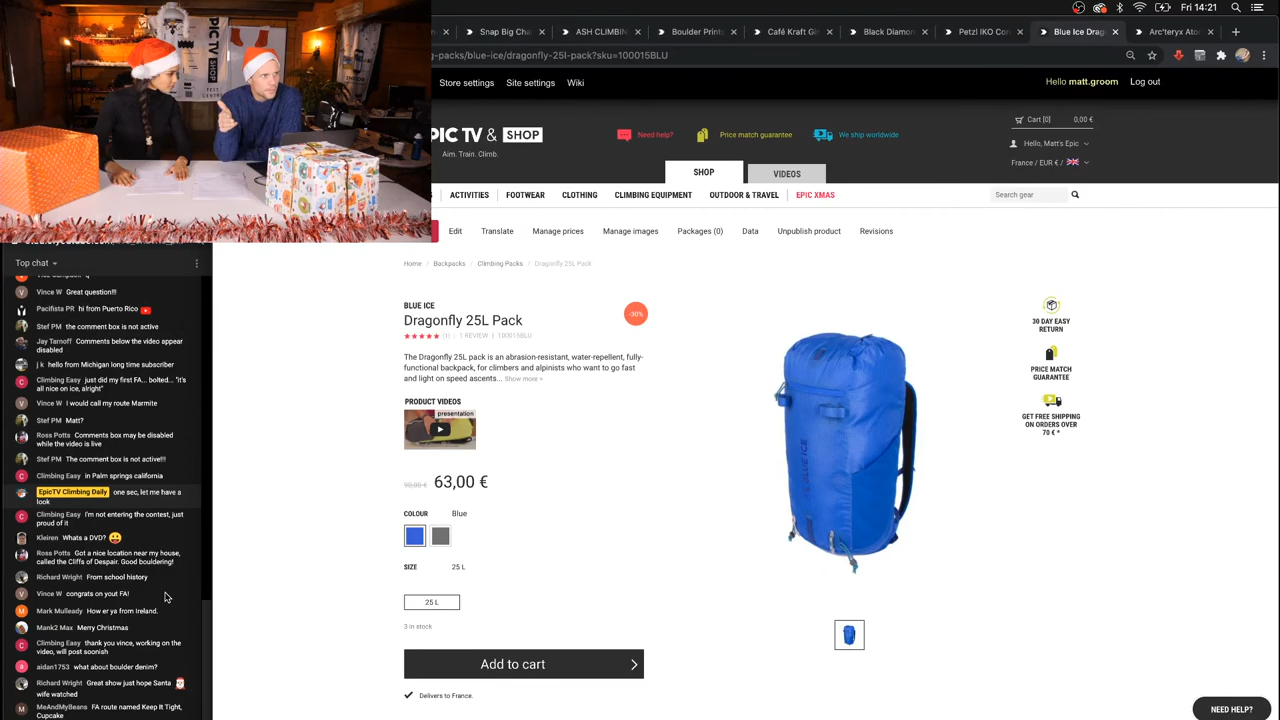 Snap Big Cha
ASH CLIMBIN
Boulder Prints
Café Kraft
Black Diamon
Petzl IKO Co
Blue Ice Drag
g-packs/blue-ice/dragonfly-25l-pack?sku=100015BLU
Store settings
Site settings
Wiki
Hello matt.groom
Log out
PIC TV & SHOP
Aim. Train. Climb.
Need help?
Price match guarantee
We ship worldwide
Cart [0]
0,00 €
Hello, Matt's Epic
France / EUR € /
SHOP
VIDEOS
ACTIVITIES
FOOTWEAR
CLOTHING
CLIMBING EQUIPMENT
OUTDOOR & TRAVEL
EPIC XMAS
Search gear
Edit
Translate
Manage prices
Manage images
Packages (0)
Data
Unpublish product
Revisions
EPIC TV SHOP
TEST
Top chat
Vince W Great question!!!
Pacifista PR hi from Puerto Rico
Stef PM the comment box is not active
Jay Tarnoff Comments below the video appear
disabled
j k hello from Michigan long time subscriber
Climbing Easy just did my first FA... bolted... "it's
all nice on ice, alright"
Vince W I would call my route Marmite
Stef PM Matt?
Ross Potts Comments box may be disabled
while the video is live
Stef PM The comment box is not active!!!
Climbing Easy in Palm springs california
EpicTV Climbing Daily one sec, let me have a
look
Climbing Easy I'm not entering the contest, just
proud of it
Kleiren Whats a DVD?
Ross Potts Got a nice location near my house,
called the Cliffs of Despair. Good bouldering!
Richard Wright From school history
Vince W congrats on yout FA!
Mark Mulleady How er ya from Ireland.
Mank2 Max Merry Christmas
Climbing Easy thank you vince, working on the
video, will post soonish
aidan1753 what about boulder denim?
Richard Wright Great show just hope Santa
wife watched
MeAndMyBeans FA route named Keep It Tight,
Cupcake
Home / Backpacks / Climbing Packs / Dragonfly 25L Pack
BLUE ICE
Dragonfly 25L Pack
-30%
(1) | 1 REVIEW | 100015BLU
The Dragonfly 25L pack is an abrasion-resistant, water-repellent, fully-
functional backpack, for climbers and alpinists who want to go fast
and light on speed ascents... Show more »
PRODUCT VIDEOS
presentation
90,00 € 63,00 €
COLOUR Blue
SIZE 25 L
25 L
3 in stock
Add to cart
Delivers to France.
30 DAY EASY
RETURN
PRICE MATCH
GUARANTEE
GET FREE SHIPPING
ON ORDERS OVER
70 € *
NEED HELP?